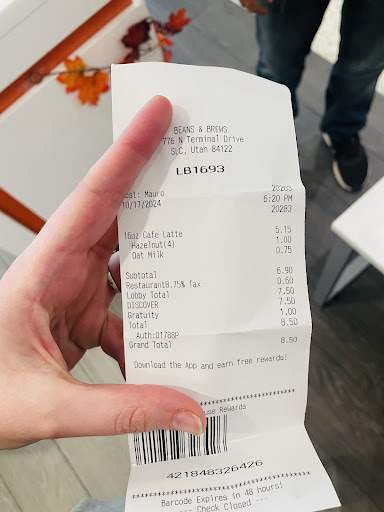 BEANS & BREWS
776 N Terminal Drive
SLC, Utah 84122
LB1693
Host: Mauro 20283
10/17/2024 6:20 PM
20283
16oz Cafe Latte 5.15
Hazelnut(4) 1.00
Oat Milk 0.75
Subtotal 6.90
Restaurant8.75% Tax 0.60
Lobby Total 7.50
DISCOVER 7.50
Gratuity 1.00
Total 8.50
Auth:01788P
Grand Total 8.50
Download the App and earn free rewards!
Rewards
421848326426
Barcode Expires in 48 hours!
--- Check Closed ---